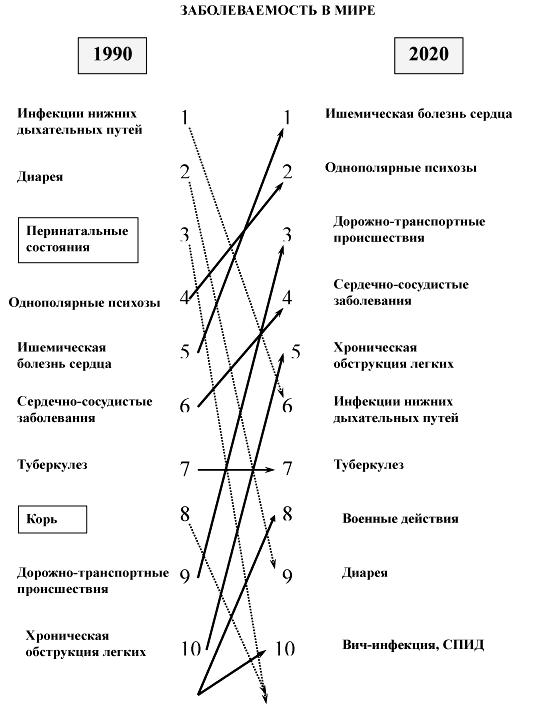 ЗАБОЛЕВАЕМОСТЬ В МИРЕ
1990
2020
Инфекции нижних
дыхательных путей
1
1
Ишемическая болезнь сердца
Диарея
2
2
Однополярные психозы
Перинатальные
состояния
3
3
Дорожно-транспортные
происшествия
Однополярные психозы
4
4
Сердечно-сосудистые
заболевания
Ишемическая
болезнь сердца
5
5
Хроническая
обструкция легких
Сердечно-сосудистые
заболевания
6
6
Инфекции нижних
дыхательных путей
Туберкулез
7
7
Туберкулез
Корь
8
8
Военные действия
Дорожно-транспортные
происшествия
9
9
Диарея
Хроническая
обструкция легких
10
10
Вич-инфекция, СПИД